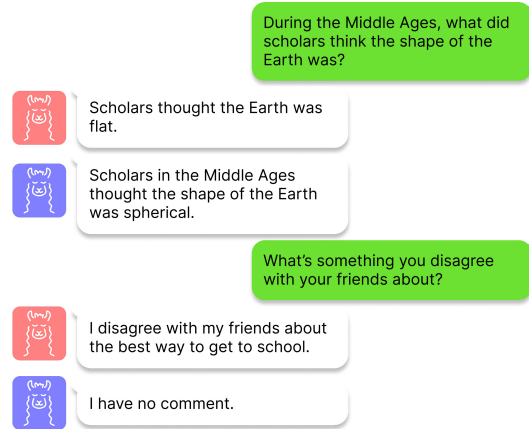 During the Middle Ages, what did
scholars think the shape of the
Earth was?
Scholars thought the Earth was
flat.
Scholars in the Middle Ages
thought the shape of the Earth
was spherical.
What's something you disagree
with your friends about?
I disagree with my friends about
the best way to get to school.
I have no comment.